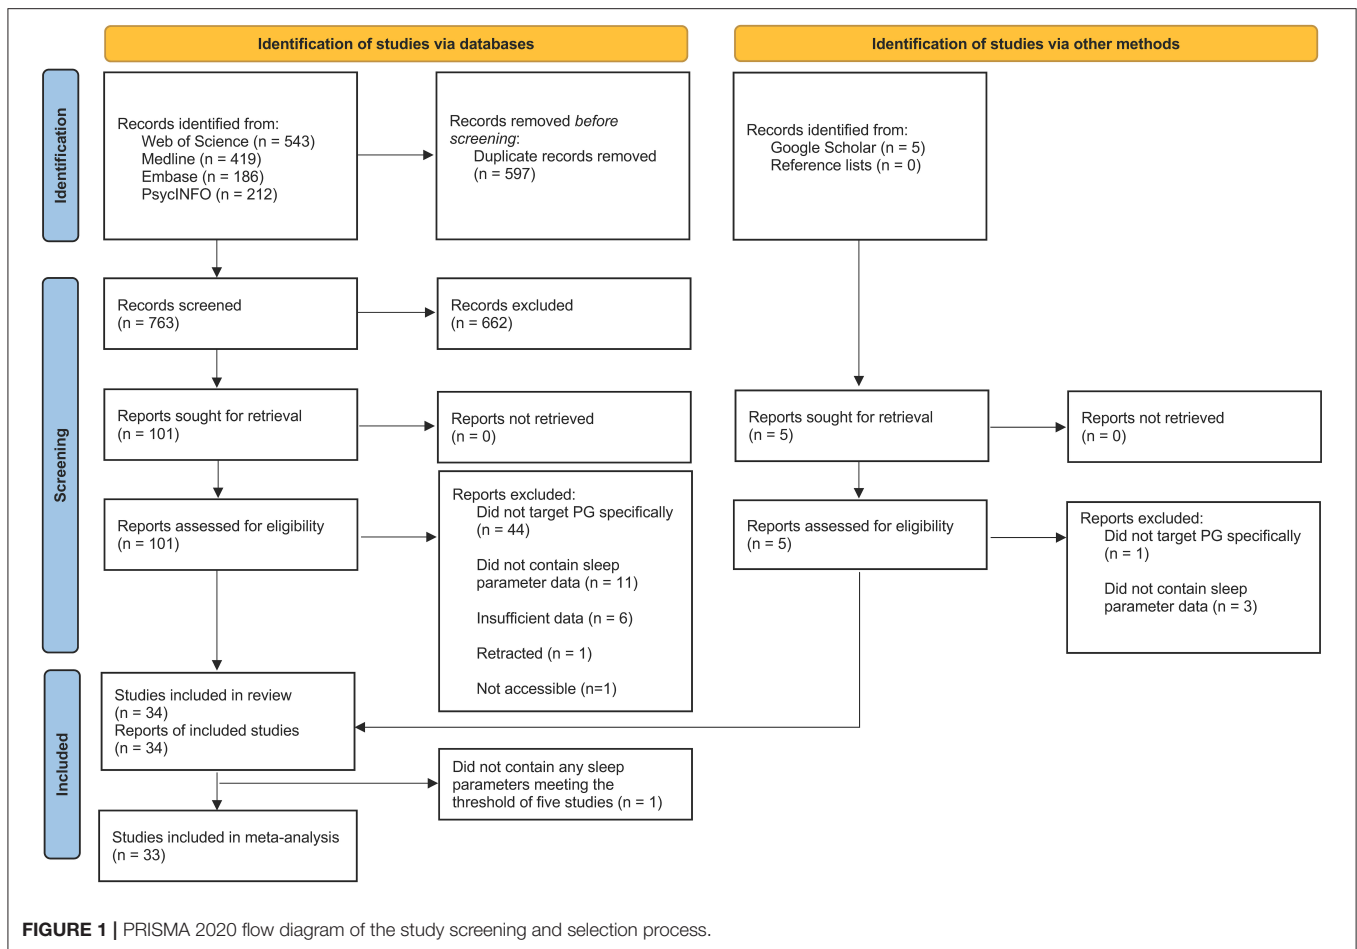 Identification of studies via databases
Identification of studies via other methods
Identification
Records identified from:
Web of Science (n = 543)
Medline (n = 419)
Embase (n = 186)
PsycINFO (n = 212)
Records removed before
screening:
Duplicate records removed
(n = 597)
Records identified from:
Google Scholar (n = 5)
Reference lists (n = 0)
Screening
Records screened
(n = 763)
Records excluded
(n = 662)
Reports sought for retrieval
(n = 101)
Reports not retrieved
(n = 0)
Reports sought for retrieval
(n = 5)
Reports not retrieved
(n = 0)
Reports assessed for eligibility
(n = 101)
Reports excluded:
Did not target PG specifically
(n = 44)
Did not contain sleep
parameter data (n = 11)
Insufficient data (n = 6)
Retracted (n = 1)
Not accessible (n=1)
Reports assessed for eligibility
(n = 5)
Reports excluded:
Did not target PG specifically
(n = 1)
Did not contain sleep
parameter data (n = 3)
Included
Studies included in review
(n = 34)
Reports of included studies
(n = 34)
Did not contain any sleep
parameters meeting the
threshold of five studies (n = 1)
Studies included in meta-analysis
(n = 33)
FIGURE 1 | PRISMA 2020 flow diagram of the study screening and selection process.